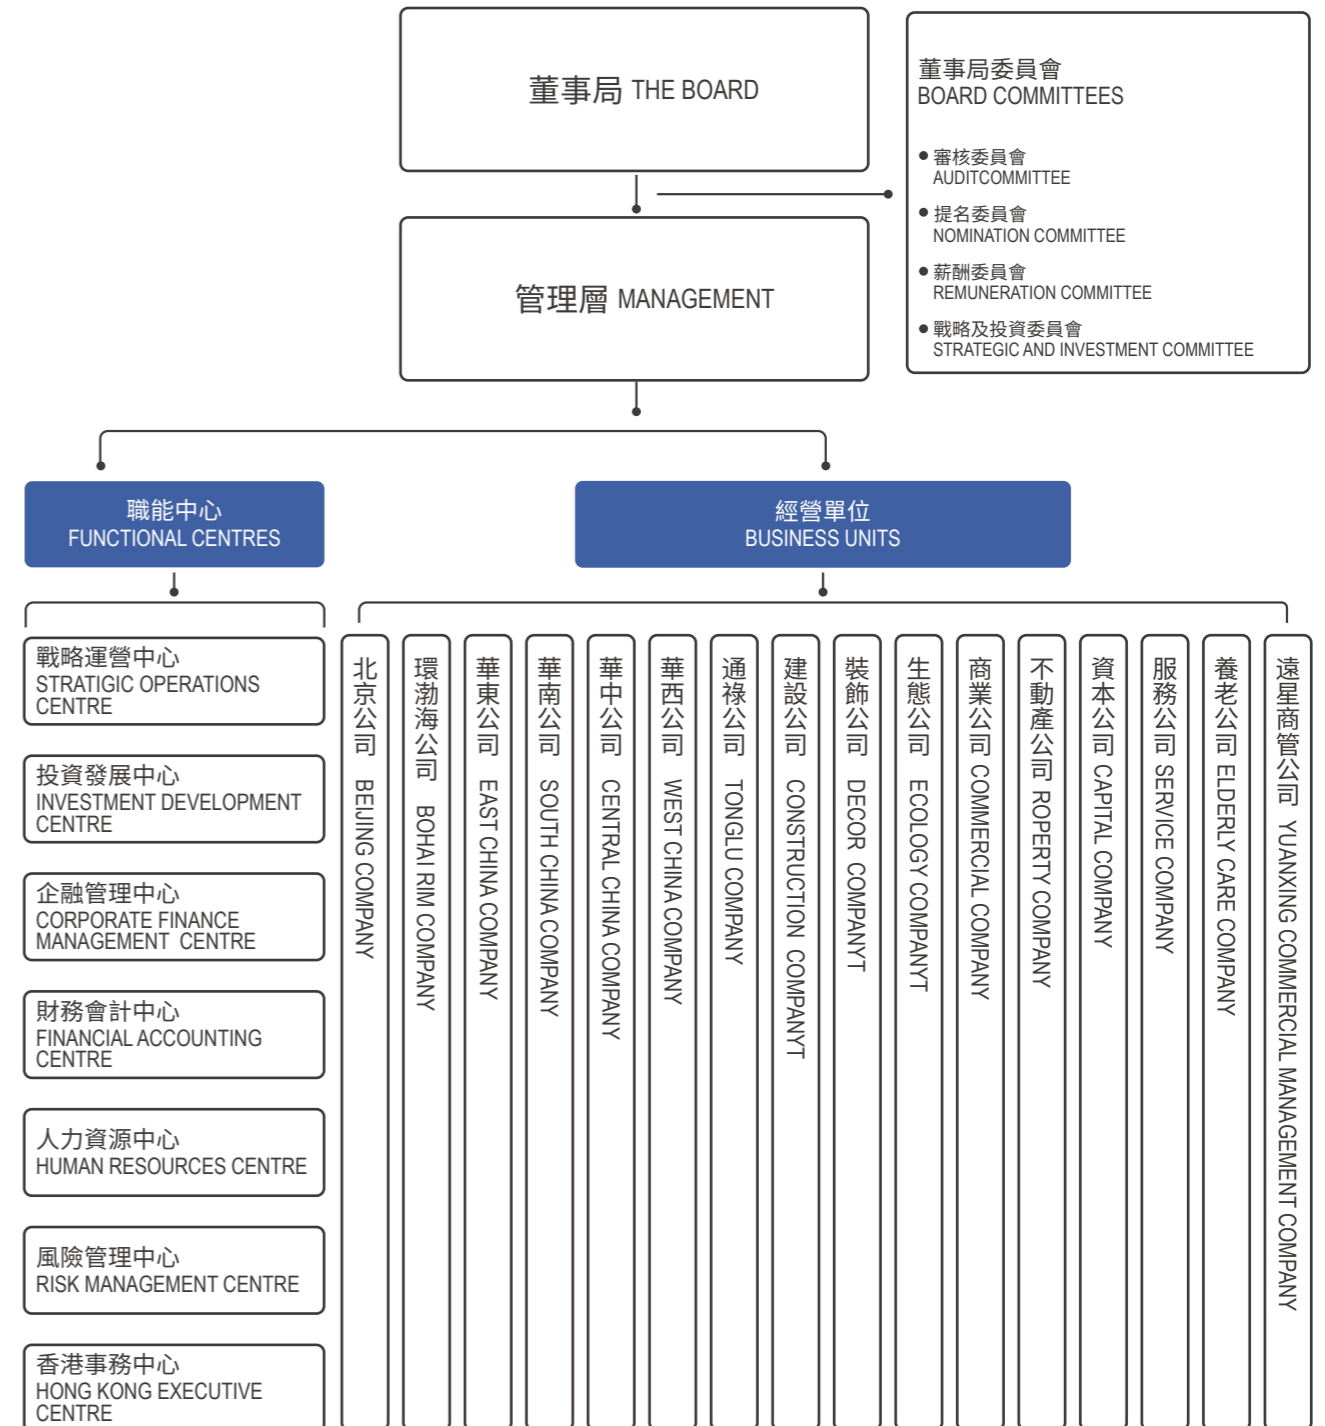 董事局 THE BOARD
董事局委員會
BOARD COMMITTEES
審核委員會
AUDITCOMMITTEE
提名委員會
NOMINATION COMMITTEE
薪酬委員會
REMUNERATION COMMITTEE
戰略及投資委員會
STRATEGIC AND INVESTMENT COMMITTEE
管理層 MANAGEMENT
職能中心
FUNCTIONAL CENTRES
經營單位
BUSINESS UNITS
戰略運營中心
STRATIGIC OPERATIONS
CENTRE
投資發展中心
INVESTMENT DEVELOPMENT
CENTRE
企融管理中心
CORPORATE FINANCE
MANAGEMENT CENTRE
財務會計中心
FINANCIAL ACCOUNTING
CENTRE
人力資源中心
HUMAN RESOURCES CENTRE
風險管理中心
RISK MANAGEMENT CENTRE
香港事務中心
HONG KONG EXECUTIVE
CENTRE
北京公司 BEIJING COMPANY
環渤海公司 BOHAI RIM COMPANY
華東公司 EAST CHINA COMPANY
華南公司 SOUTH CHINA COMPANY
華中公司 CENTRAL CHINA COMPANY
華西公司 WEST CHINA COMPANY
通祿公司 TONGLU COMPANY
建設公司 CONSTRUCTION COMPANYT
裝飾公司 DECOR COMPANYT
生態公司 ECOLOGY COMPANYT
商業公司 COMMERCIAL COMPANY
不動產公司 ROPERTY COMPANY
資本公司 CAPITAL COMPANY
服務公司 SERVICE COMPANY
養老公司 ELDERLY CARE COMPANY
遠星商管公司 YUANXING COMMERCIAL MANAGEMENT COMPANY